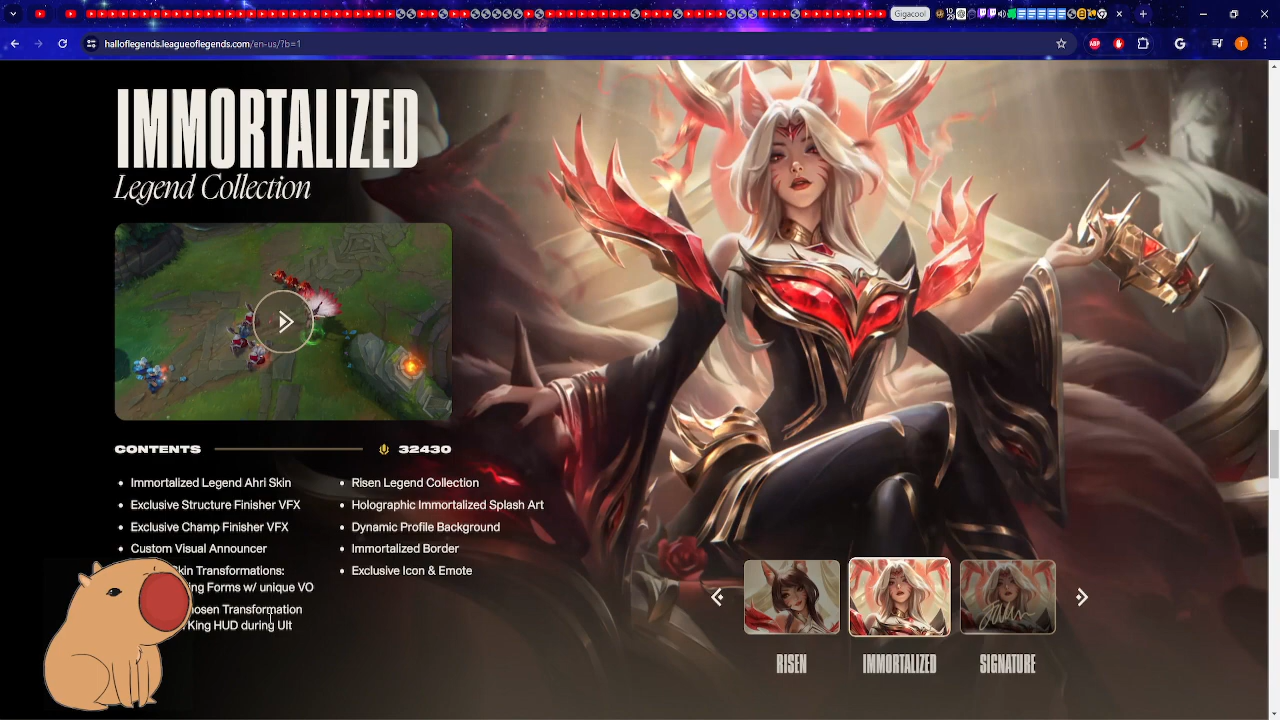 Gigacool
halloflegends.leagueoflegends.com/en-us/?b=1
IMMORTALIZED
Legend Collection
CONTENTS
32430
Immortalized Legend Ahri Skin
Exclusive Structure Finisher VFX
Exclusive Champ Finisher VFX
Custom Visual Announcer
Transformations:
Forms w/ unique VO
Transformation
King HUD during Ult
Risen Legend Collection
Holographic Immortalized Splash Art
Dynamic Profile Background
Immortalized Border
Exclusive Icon & Emote
RISEN
IMMORTALIZED
SIGNATURE